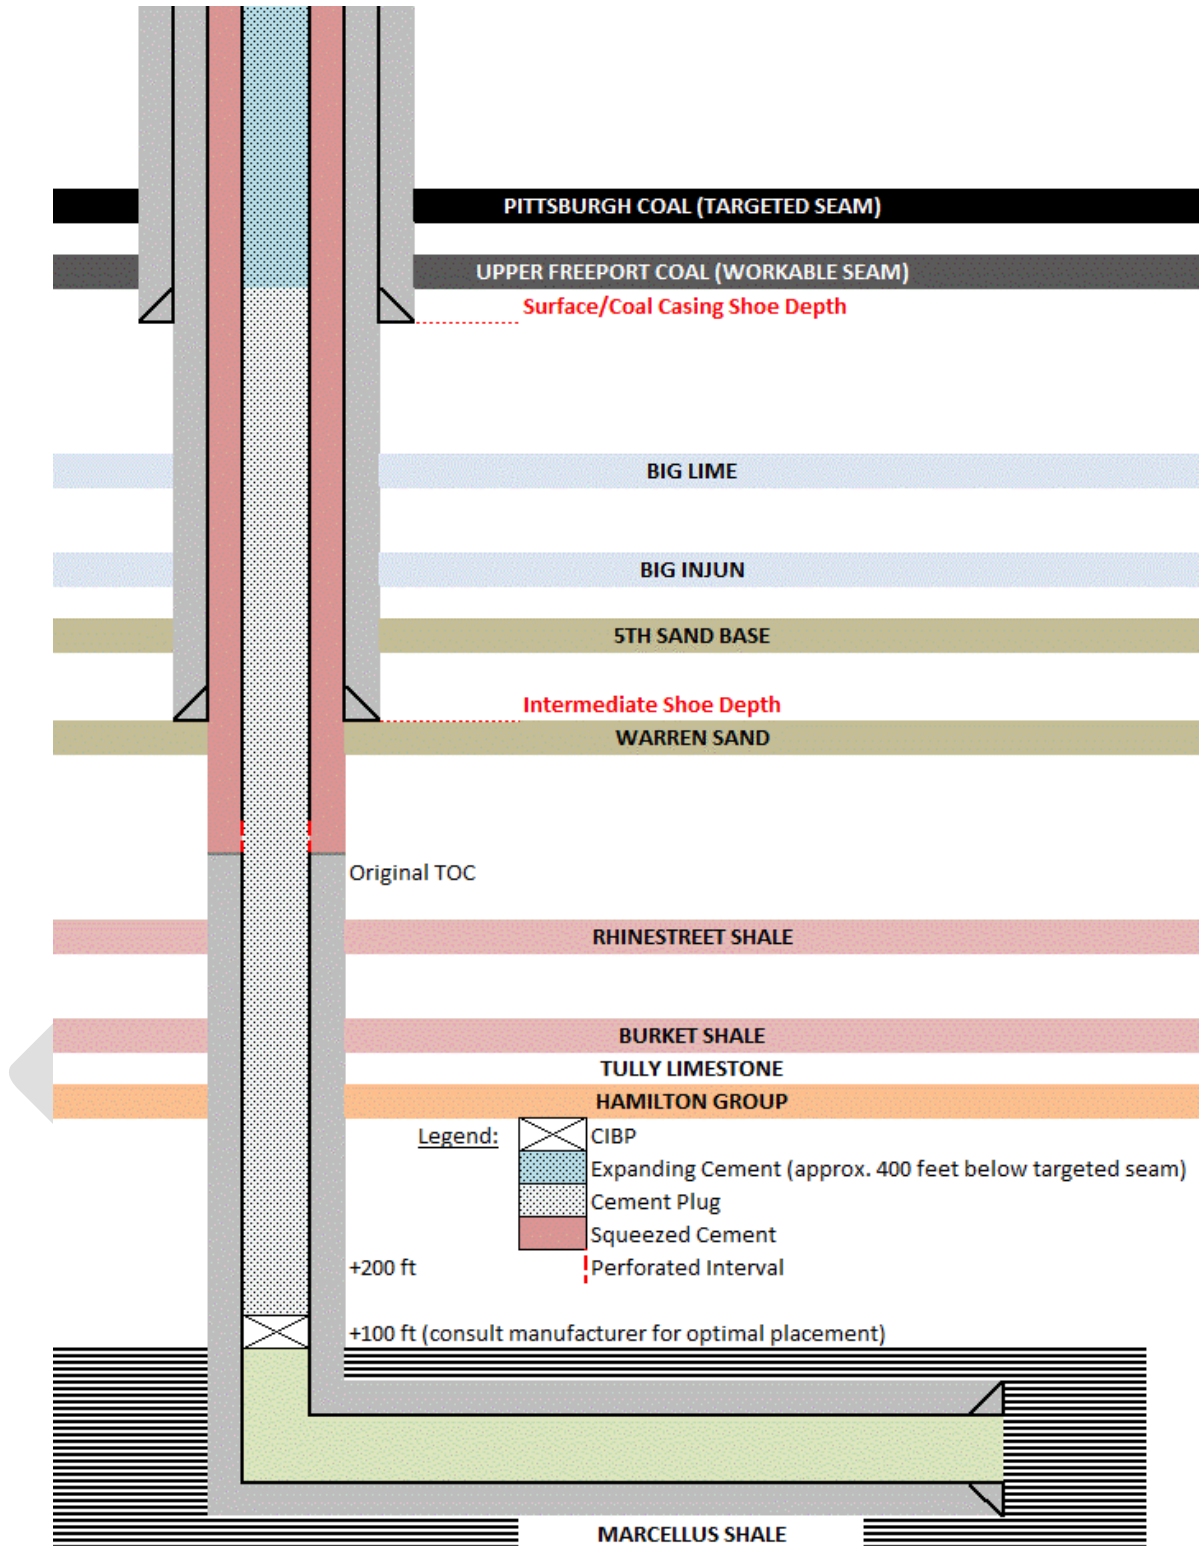 PITTSBURGH COAL (TARGETED SEAM)
UPPER FREEPORT COAL (WORKABLE SEAM)
Surface/Coal Casing Shoe Depth
BIG LIME
BIG INJUN
5TH SAND BASE
Intermediate Shoe Depth
WARREN SAND
Original TOC
RHINESTREET SHALE
BURKET SHALE
TULLY LIMESTONE
HAMILTON GROUP
Legend:
CIBP
Expanding Cement (approx. 400 feet below targeted seam)
Cement Plug
Squeezed Cement
+200 ft
Perforated Interval
+100 ft (consult manufacturer for optimal placement)
MARCELLUS SHALE